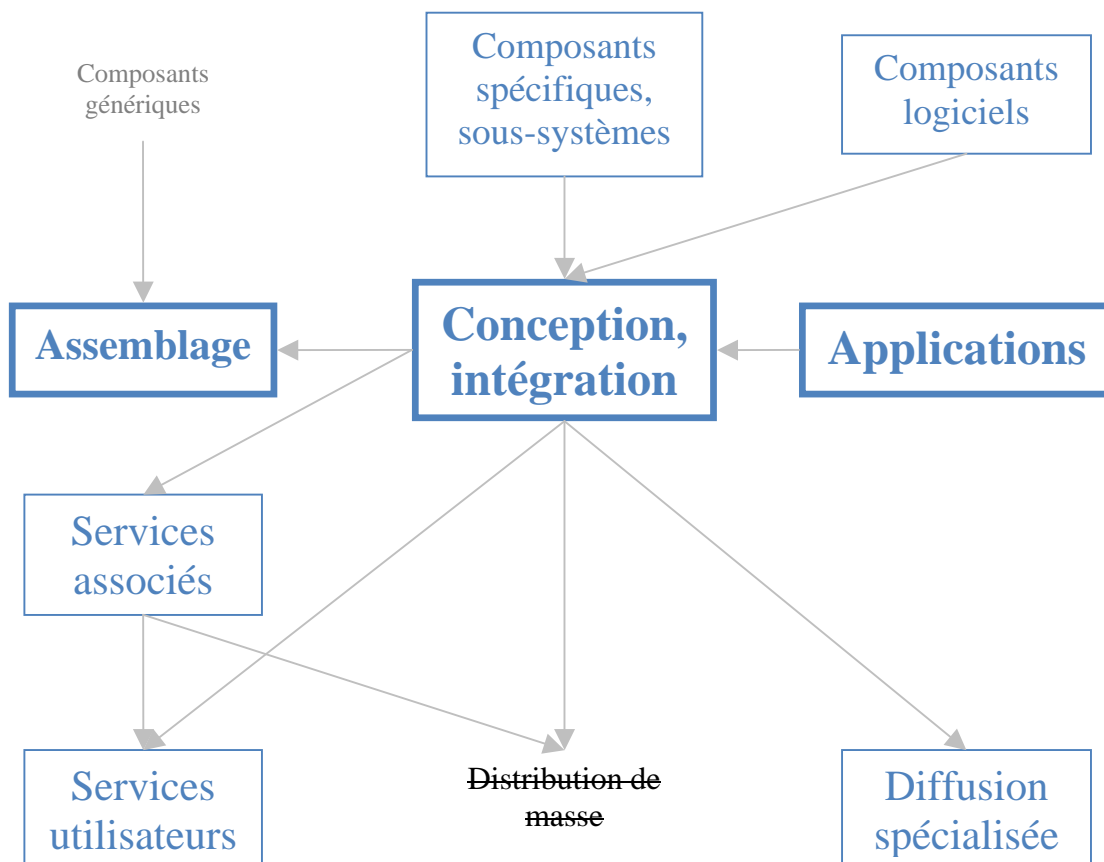 Composants
génériques
Composants
spécifiques,
sous-systèmes
Composants
logiciels
Assemblage
Conception,
intégration
Applications
Services
associés
Services
utilisateurs
Distribution de
masse
Diffusion
spécialisée